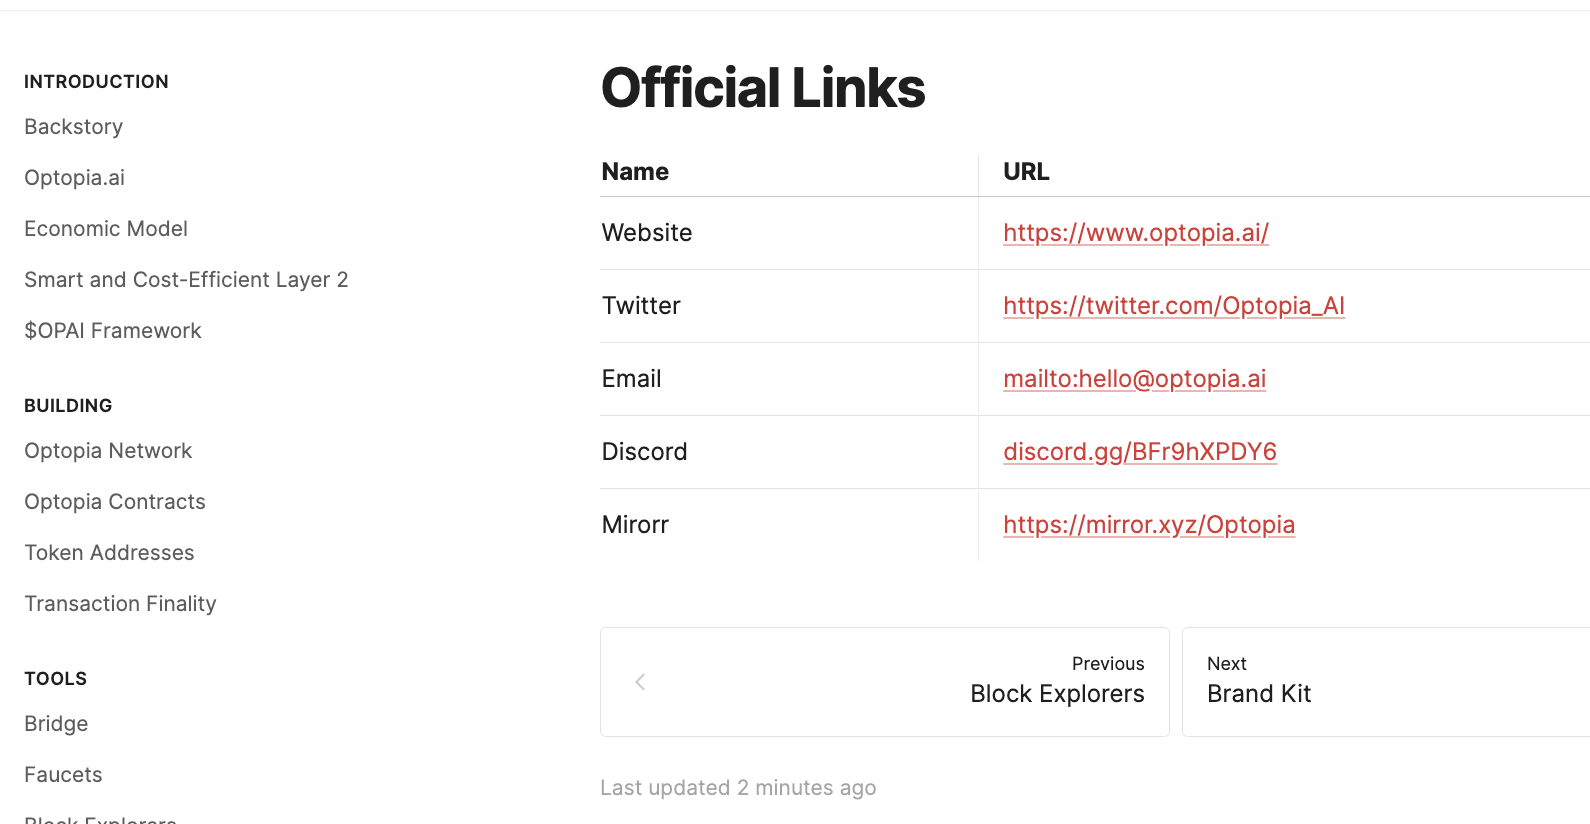 INTRODUCTION
Backstory
Optopia.ai
Economic Model
Smart and Cost-Efficient Layer 2
$OPAI Framework
BUILDING
Optopia Network
Optopia Contracts
Token Addresses
Transaction Finality
TOOLS
Bridge
Faucets
Block Explorers
Official Links
Name URL
Website https://www.optopia.ai/
Twitter https://twitter.com/Optopia_AI
Email mailto:hello@optopia.ai
Discord discord.gg/BFr9hXPDY6
Mirorr https://mirror.xyz/Optopia
Previous
Block Explorers
Next
Brand Kit
Last updated 2 minutes ago